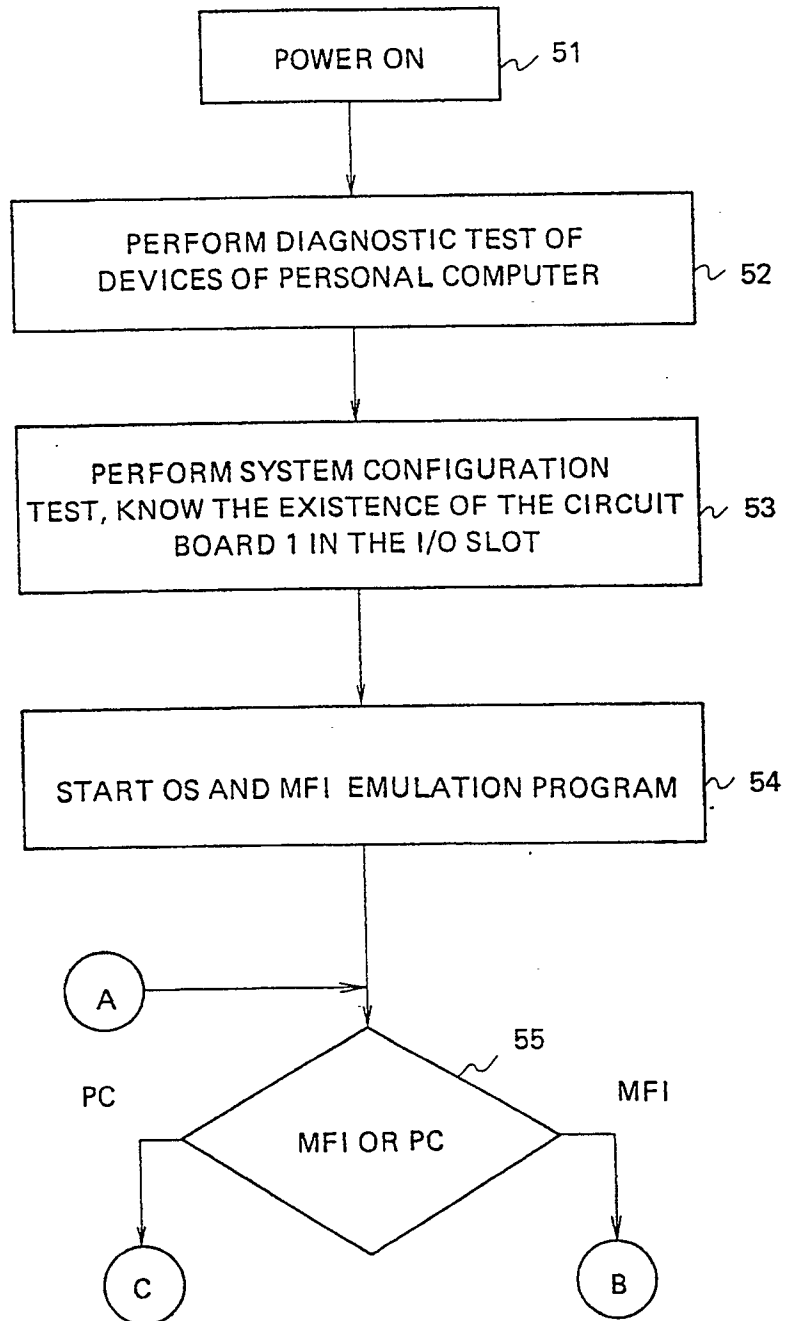 POWER ON
51
PERFORM DIAGNOSTIC TEST OF
DEVICES OF PERSONAL COMPUTER
52
PERFORM SYSTEM CONFIGURATION
TEST, KNOW THE EXISTENCE OF THE CIRCUIT
BOARD 1 IN THE I/O SLOT
53
START OS AND MFI EMULATION PROGRAM
54
A
55
PC
MFI
MFI OR PC
C
B